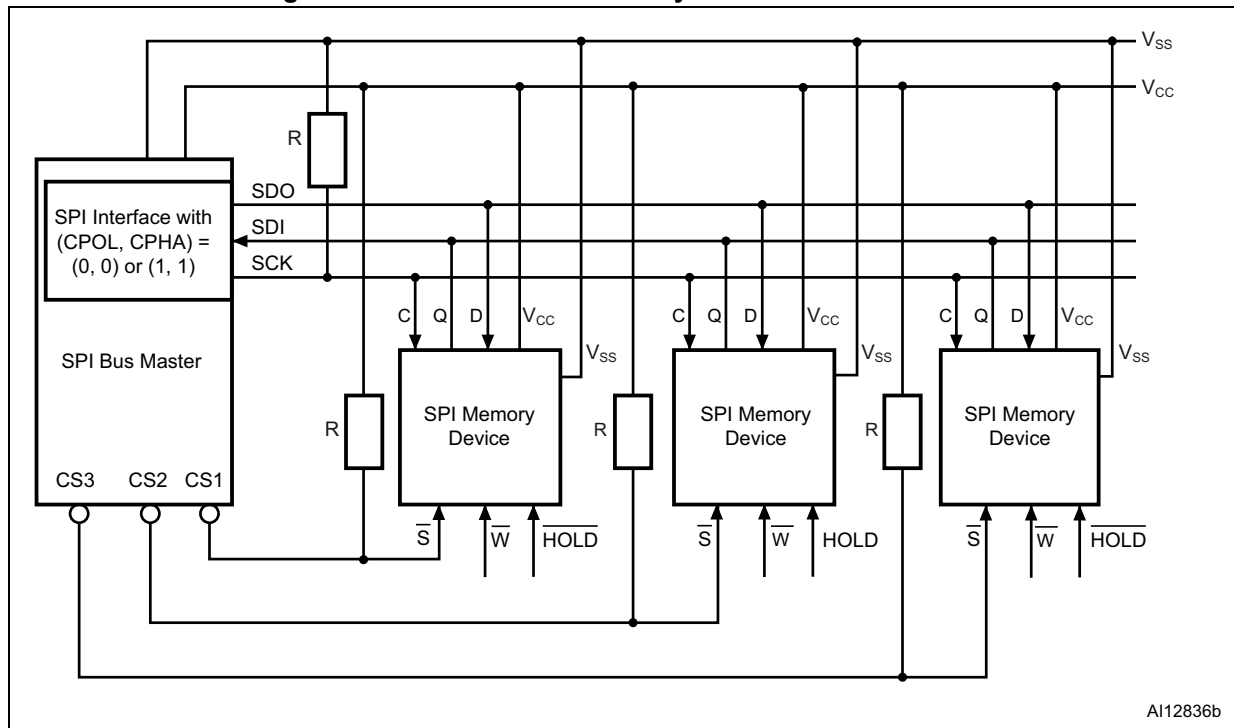 VSS
VCC
R
SDO
SPI Interface with
(CPOL, CPHA) =
(0, 0) or (1, 1)
SDI
SCK
SPI Bus Master
C Q D VCC
VSS
C Q D VCC
VSS
C Q D VCC
VSS
R
SPI Memory
Device
R
SPI Memory
Device
R
SPI Memory
Device
CS3 CS2 CS1
S̅ W̅ H̅O̅L̅D̅
S̅ W̅ HOLD
S̅ W̅ H̅O̅L̅D̅
AI12836b